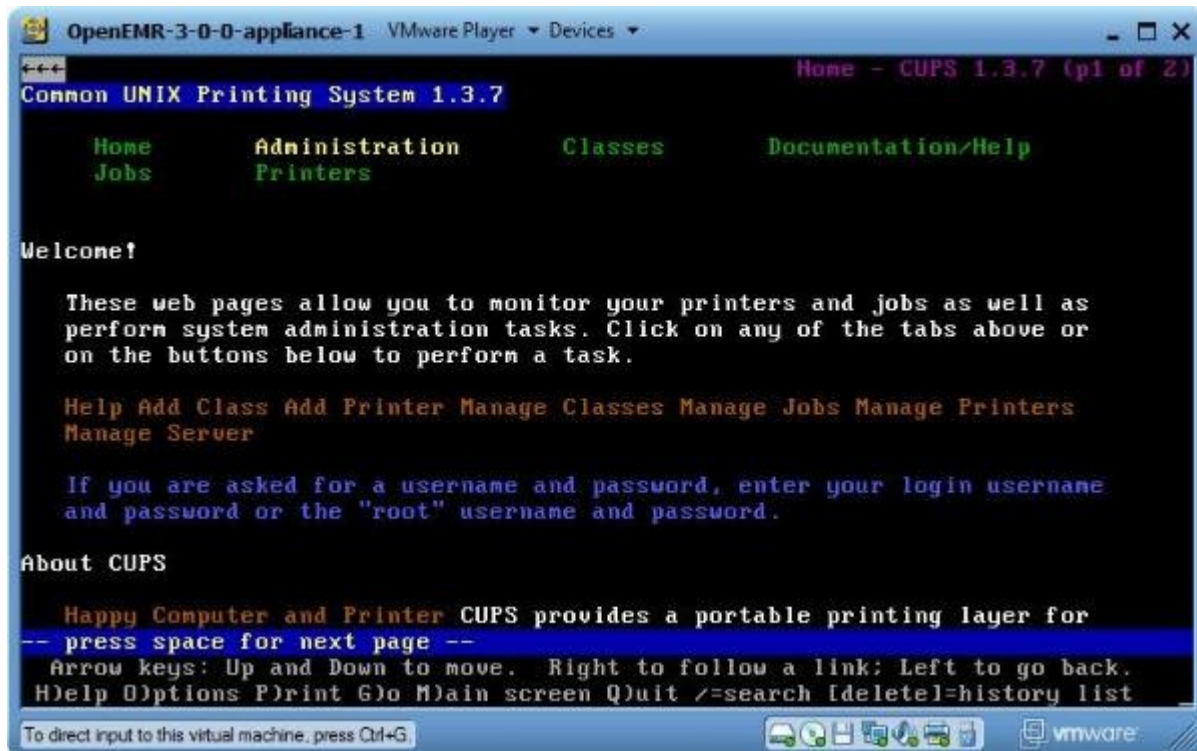 OpenEMR-3-0-0-appliance-1 VMware Player ▾ Devices ▾
←←← Home - CUPS 1.3.7 (p1 of 2)
Common UNIX Printing System 1.3.7
Home Administration Classes Documentation/Help
Jobs Printers
Welcome!
These web pages allow you to monitor your printers and jobs as well as
perform system administration tasks. Click on any of the tabs above or
on the buttons below to perform a task.
Help Add Class Add Printer Manage Classes Manage Jobs Manage Printers
Manage Server
If you are asked for a username and password, enter your login username
and password or the "root" username and password.
About CUPS
Happy Computer and Printer CUPS provides a portable printing layer for
-- press space for next page --
Arrow keys: Up and Down to move. Right to follow a link; Left to go back.
H)elp O)ptions P)rint G)o M)ain screen Q)uit /=search [delete]=history list
To direct input to this virtual machine, press Ctrl+G. vmware